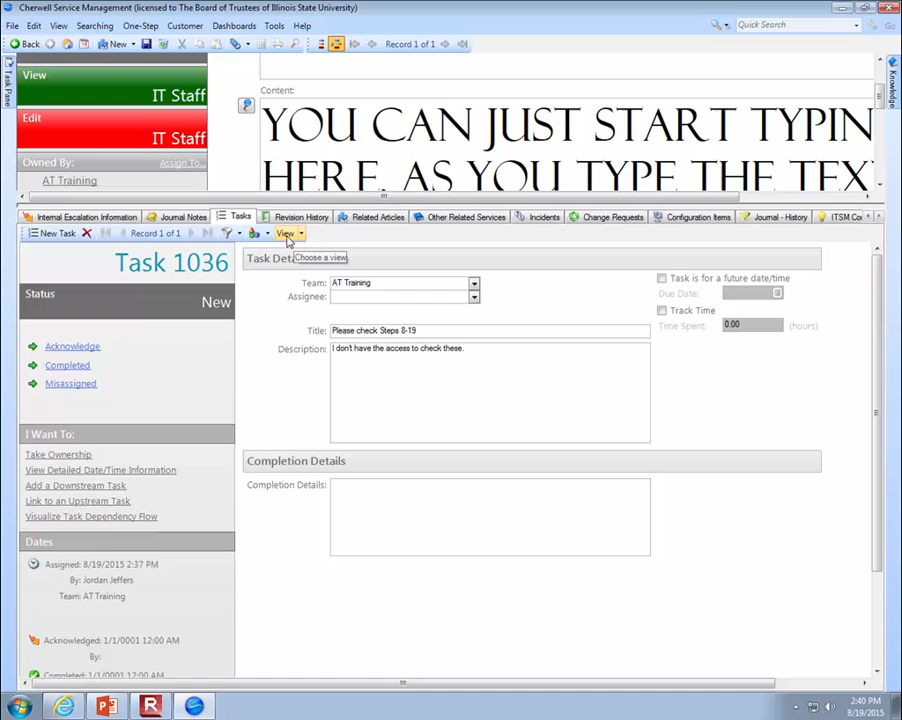 Cherwell Service Management (licensed to The Board of Trustees of Illinois State University)
File Edit View Searching One-Step Customer Dashboards Tools Help
Quick Search
Go
Back New Record 1 of 1
Task Pane
View
IT Staff
Edit
IT Staff
Owned By: Assign To...
AT Training
Content:
YOU CAN JUST START TYPIN
HERE. AS YOU TYPE THE TEX
Knowledge
Internal Escalation Information Journal Notes Tasks Revision History Related Articles Other Related Services Incidents Change Requests Configuration Items Journal - History ITSM Co
New Task Record 1 of 1 View
Choose a view
Task 1036
Status
New
Acknowledge
Completed
Misassigned
I Want To:
Take Ownership
View Detailed Date/Time Information
Add a Downstream Task
Link to an Upstream Task
Visualize Task Dependency Flow
Dates
Assigned: 8/19/2015 2:37 PM
By: Jordan Jeffers
Team: AT Training
Acknowledged: 1/1/0001 12:00 AM
By:
Completed: 1/1/0001 12:00 AM
Task Deta
Team: AT Training
Assignee:
Title: Please check Steps 8-19
Description: I don't have the access to check these.
Task is for a future date/time
Due Date:
Track Time
Time Spent: 0.00 (hours)
Completion Details
Completion Details:
2:40 PM
8/19/2015